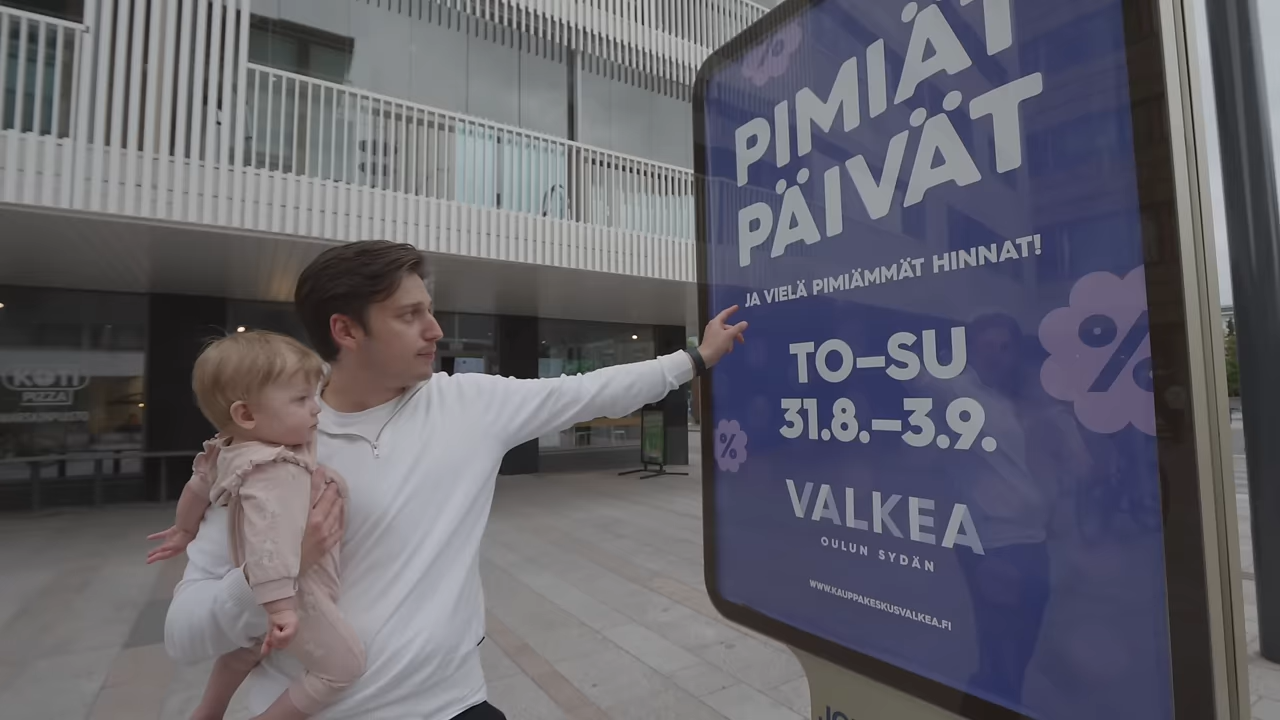 PIMIÄT
PÄIVÄT
JA VIELÄ PIMIÄMMÄT HINNAT!
TO–SU
31.8.–3.9.
VALKEA
OULUN SYDÄN
WWW.KAUPPAKESKUSVALKEA.FI
%
%
%
KOTI
PIZZA